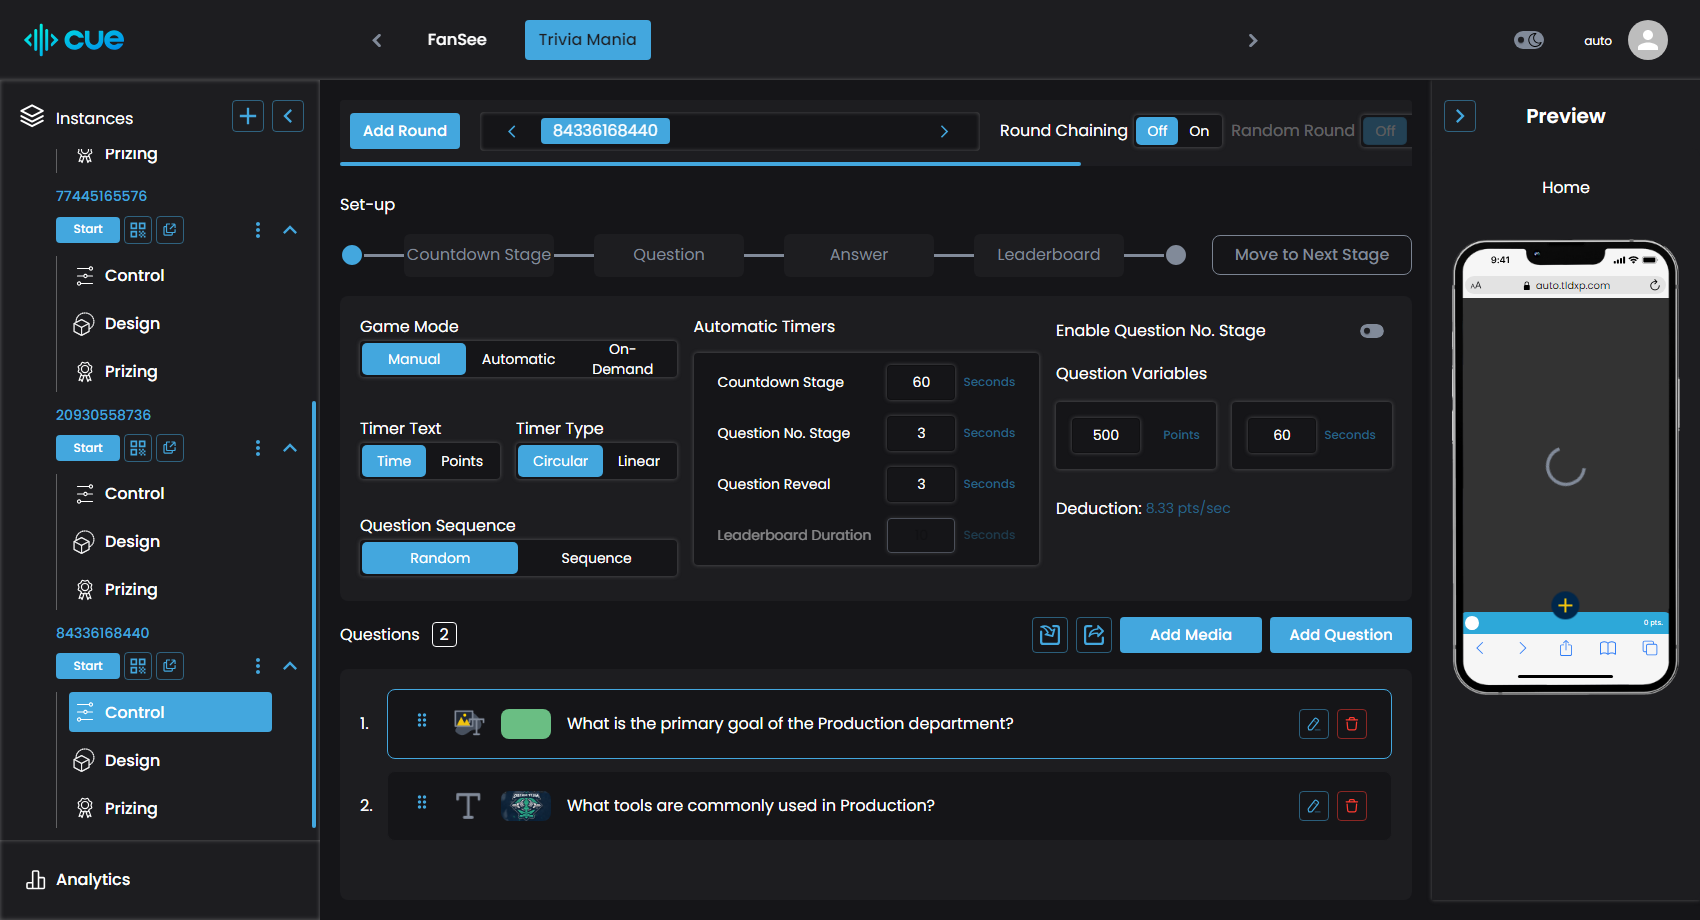 cue
FanSee
Trivia Mania
auto
Instances
Prizing
77445165576
Start
Control
Design
Prizing
20930558736
Start
Control
Design
Prizing
84336168440
Start
Control
Design
Prizing
Analytics
Add Round
84336168440
Round Chaining
Off
On
Random Round
Off
Set-up
Countdown Stage
Question
Answer
Leaderboard
Move to Next Stage
Game Mode
Manual
Automatic
On-
Demand
Timer Text
Time
Points
Timer Type
Circular
Linear
Question Sequence
Random
Sequence
Automatic Timers
Countdown Stage
60
Seconds
Question No. Stage
3
Seconds
Question Reveal
3
Seconds
Leaderboard Duration
Seconds
Enable Question No. Stage
Question Variables
500
Points
60
Seconds
Deduction: 8.33 pts/sec
Questions
2
Add Media
Add Question
1.
What is the primary goal of the Production department?
2.
T
What tools are commonly used in Production?
Preview
Home
9:41
AA
auto.tldxp.com
0 pts.